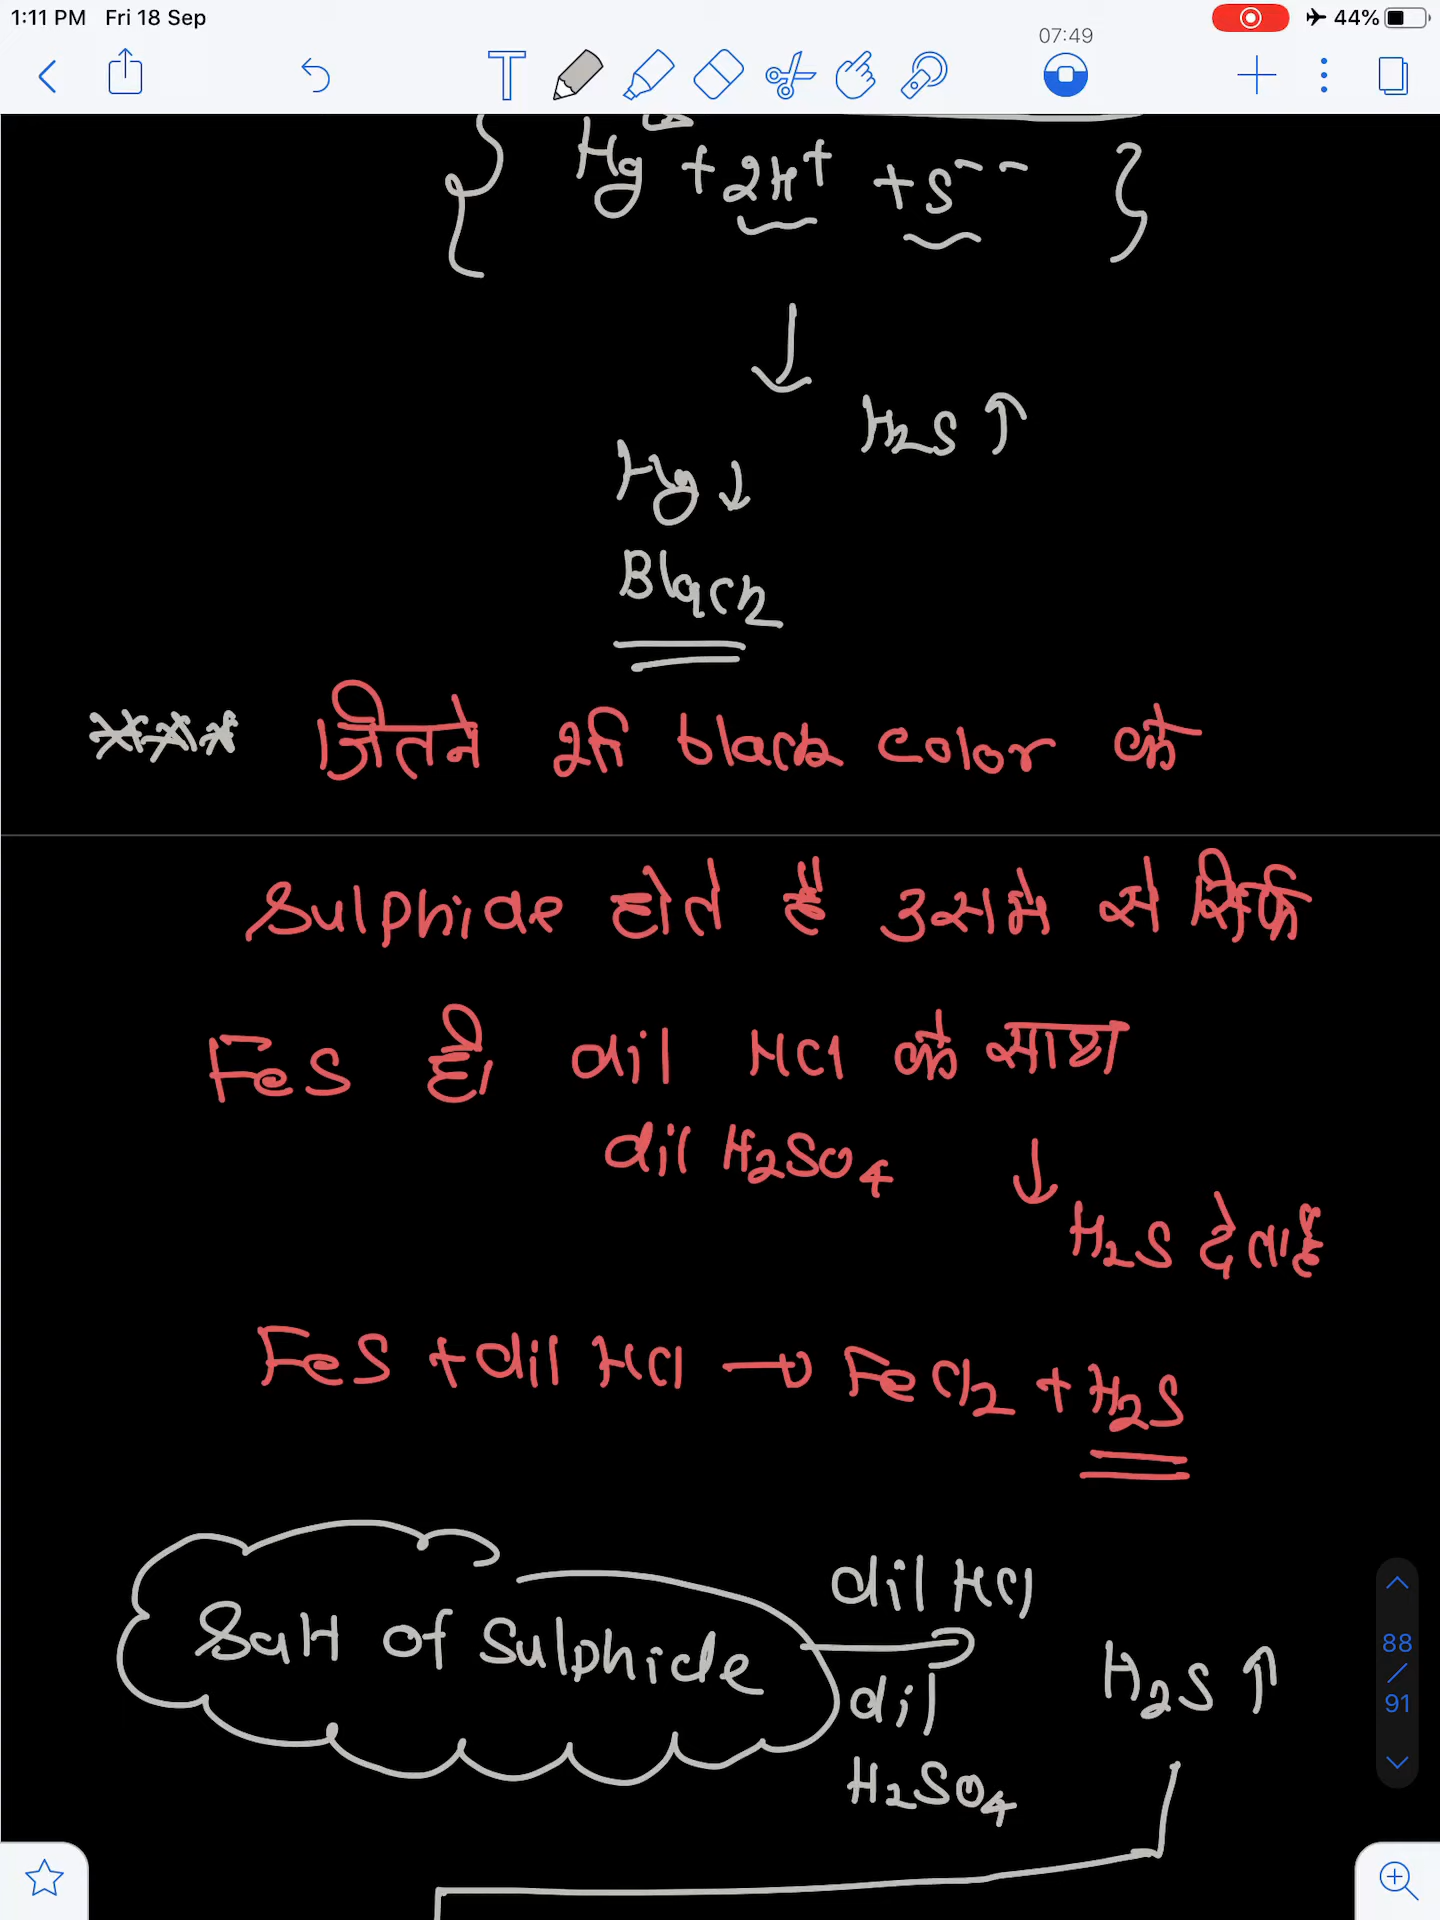 1:11 PM Fri 18 Sep
44%
07:49
Hg + 2H+ + S--
H2S ↑
Hg ↓
Black
*** जितने भी black color के
Sulphide होते हैं उसमे से सिर्फ
FeS ही dil HCl के साथ
dil H2SO4 ↓
H2S देता है
FeS + dil HCl → FeCl2 + H2S
Salt of Sulphide
dil HCl
dil
H2SO4
H2S ↑
88
/
91